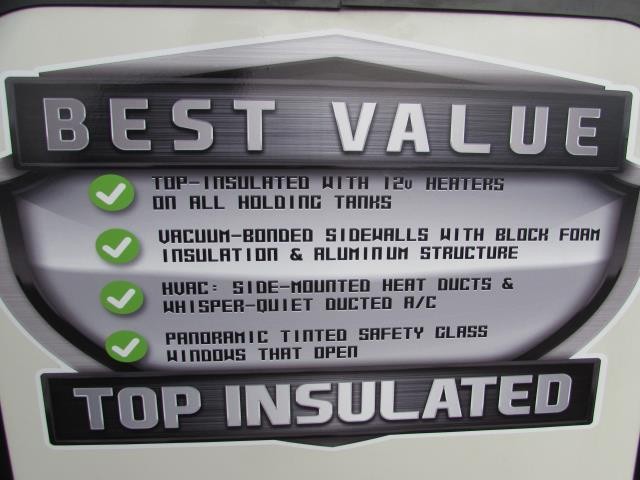 BEST VALUE
TOP-INSULATED WITH 12v HEATERS
ON ALL HOLDING TANKS
VACUUM-BONDED SIDEWALLS WITH BLOCK FOAM
INSULATION & ALUMINUM STRUCTURE
HVAC: SIDE-MOUNTED HEAT DUCTS &
WHISPER-QUIET DUCTED A/C
PANORAMIC TINTED SAFETY GLASS
WINDOWS THAT OPEN
TOP INSULATED